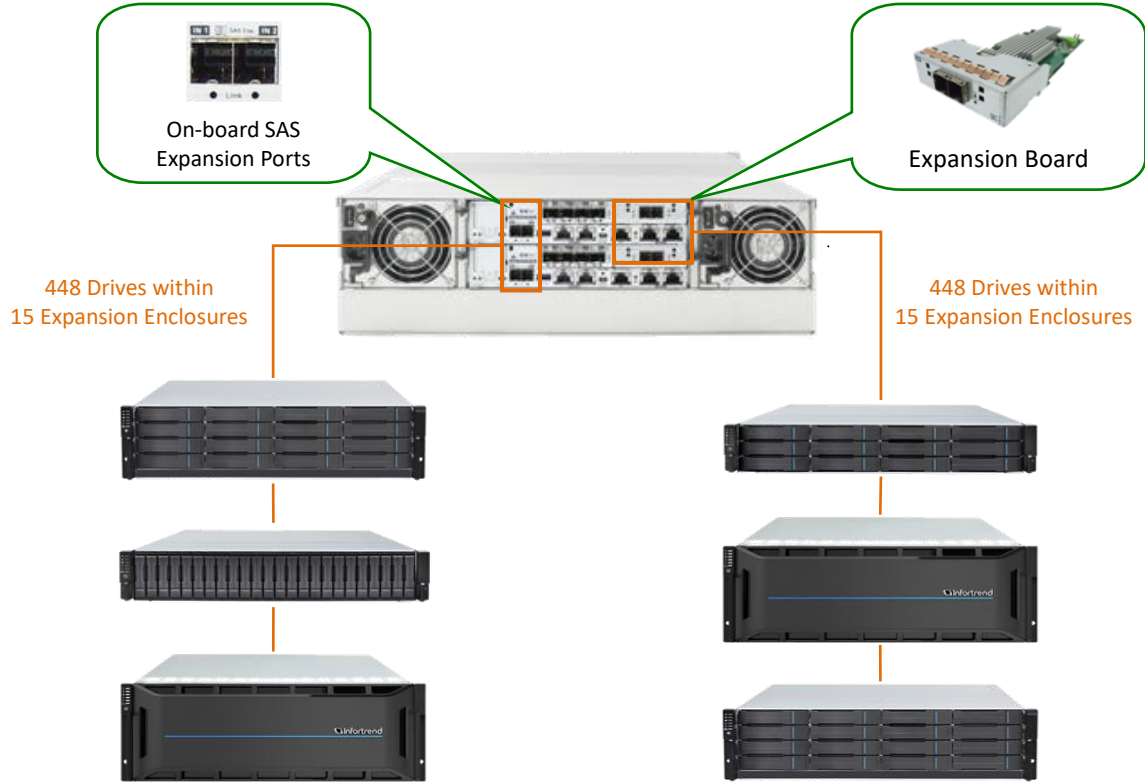 IN 1 SAS Exp. IN 2
Link
On-board SAS
Expansion Ports
Expansion Board
448 Drives within
15 Expansion Enclosures
448 Drives within
15 Expansion Enclosures
Infortrend
Infortrend